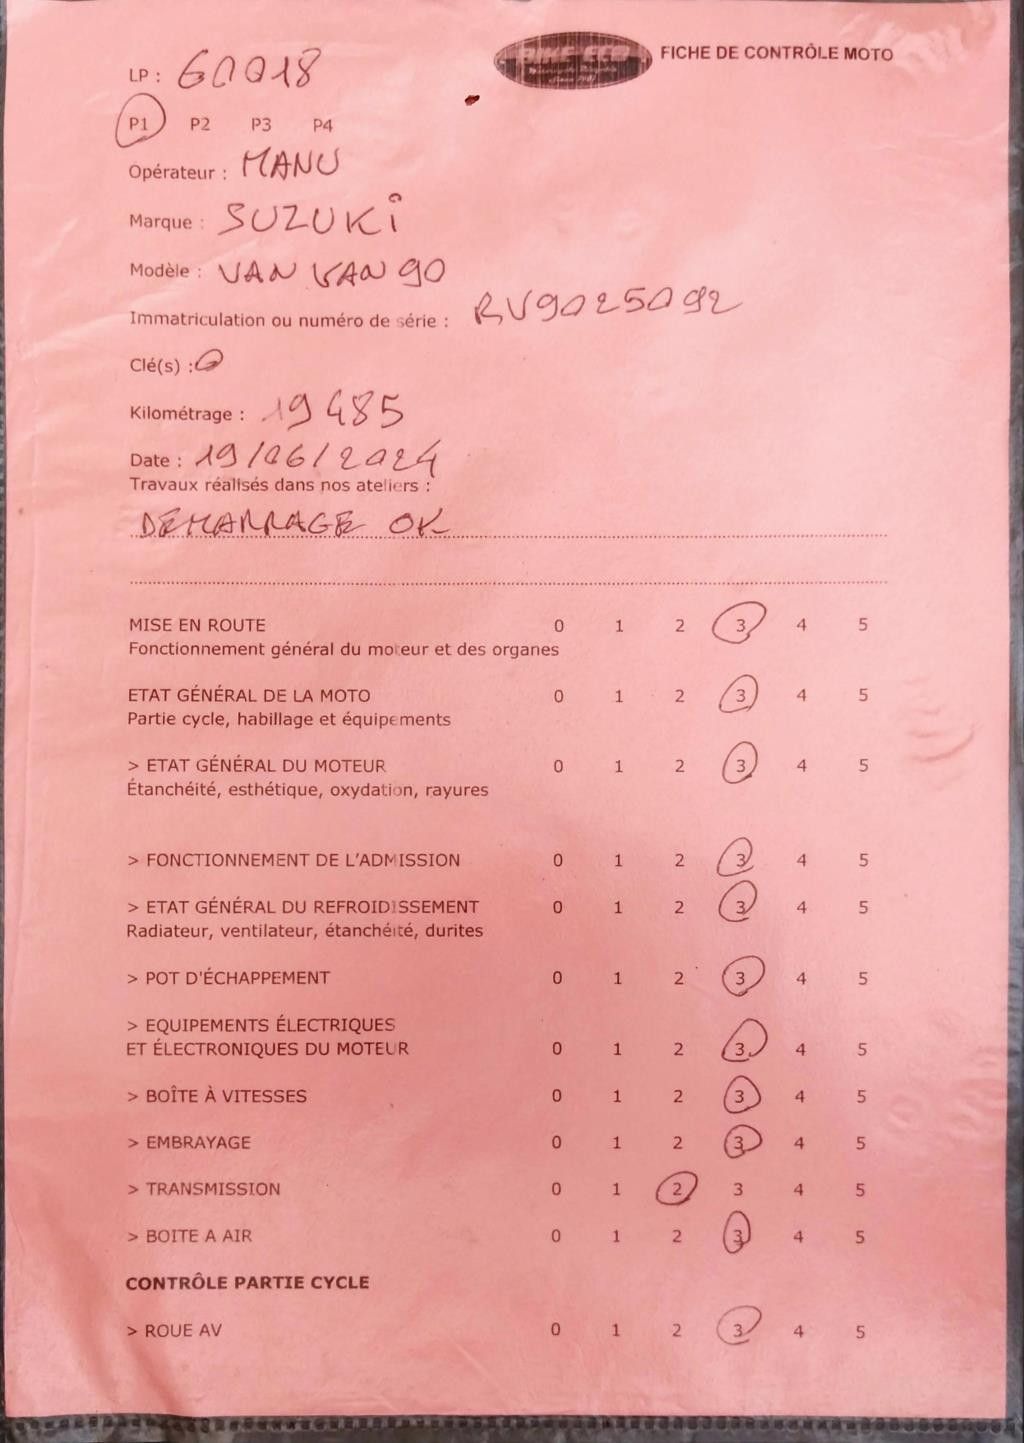 FICHE DE CONTRÔLE MOTO
LP : 60018
P1 P2 P3 P4
Opérateur : MANU
Marque : SUZUKi
Modèle : VAN VAN 90
Immatriculation ou numéro de série : RV9025092
Clé(s) : 0
Kilométrage : 19485
Date : 19/06/2024
Travaux réalisés dans nos ateliers :
DEMARRAGE OK
MISE EN ROUTE 0 1 2 3 4 5
Fonctionnement général du moteur et des organes
ETAT GÉNÉRAL DE LA MOTO 0 1 2 3 4 5
Partie cycle, habillage et équipements
> ETAT GÉNÉRAL DU MOTEUR 0 1 2 3 4 5
Étanchéité, esthétique, oxydation, rayures
> FONCTIONNEMENT DE L'ADMISSION 0 1 2 3 4 5
> ETAT GÉNÉRAL DU REFROIDISSEMENT 0 1 2 3 4 5
Radiateur, ventilateur, étanchéité, durites
> POT D'ÉCHAPPEMENT 0 1 2 3 4 5
> EQUIPEMENTS ÉLECTRIQUES
ET ÉLECTRONIQUES DU MOTEUR 0 1 2 3 4 5
> BOÎTE À VITESSES 0 1 2 3 4 5
> EMBRAYAGE 0 1 2 3 4 5
> TRANSMISSION 0 1 2 3 4 5
> BOITE A AIR 0 1 2 3 4 5
CONTRÔLE PARTIE CYCLE
> ROUE AV 0 1 2 3 4 5